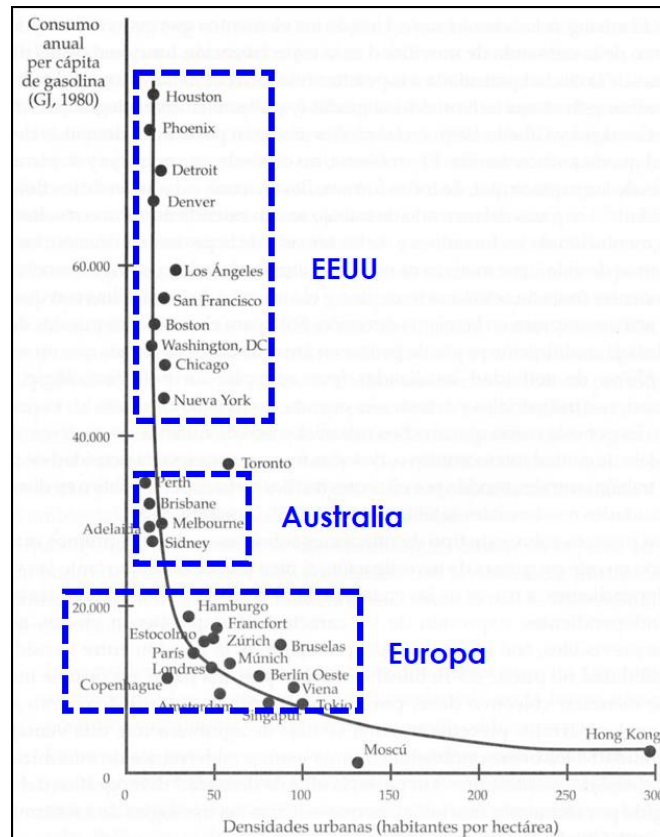 Consumo
anual
per cápita
de gasolina
(GJ, 1980)
Houston
Phoenix
Detroit
Denver
60.000
Los Ángeles
EEUU
San Francisco
Boston
Washington, DC
Chicago
Nueva York
40.000
Toronto
Perth
Brisbane
Australia
Adelaida
Melbourne
Sidney
20.000
Hamburgo
Francfort
Estocolmo
Zúrich
Bruselas
París
Múnich
Europa
Londres
Berlín Oeste
Copenhague
Viena
Amsterdam
Tokio
Singapur
Hong Kong
Moscú
0
0
50
100
150
200
250
300
Densidades urbanas (habitantes por hectárea)